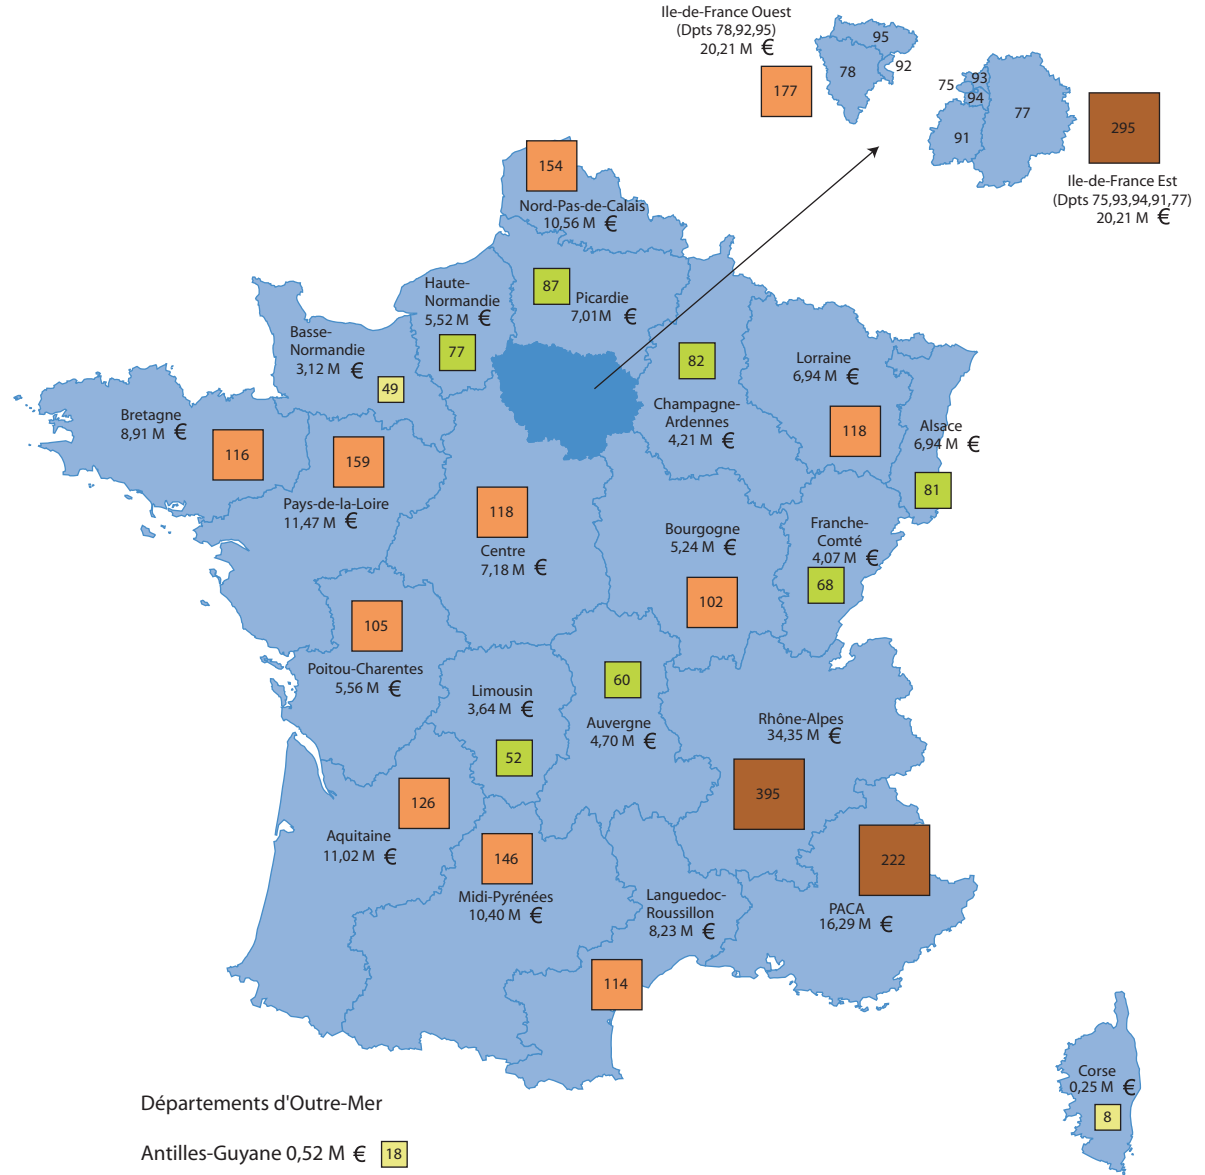 Ile-de-France Ouest
(Dpts 78,92,95)
20,21 M €
177
95
92
78
75
93
94
91
77
295
Ile-de-France Est
(Dpts 75,93,94,91,77)
20,21 M €
154
Nord-Pas-de-Calais
10,56 M €
87
Picardie
7,01M €
Haute-
Normandie
5,52 M €
77
Basse-
Normandie
3,12 M €
49
82
Champagne-
Ardennes
4,21 M €
Lorraine
6,94 M €
118
Alsace
6,94 M €
81
Bretagne
8,91 M €
116
159
Pays-de-la-Loire
11,47 M €
118
Centre
7,18 M €
Bourgogne
5,24 M €
102
Franche-
Comté
4,07 M €
68
105
Poitou-Charentes
5,56 M €
Limousin
3,64 M €
52
60
Auvergne
4,70 M €
Rhône-Alpes
34,35 M €
395
126
Aquitaine
11,02 M €
146
Midi-Pyrénées
10,40 M €
Languedoc-
Roussillon
8,23 M €
114
222
PACA
16,29 M €
Corse
0,25 M €
8
Départements d'Outre-Mer
Antilles-Guyane 0,52 M € 18